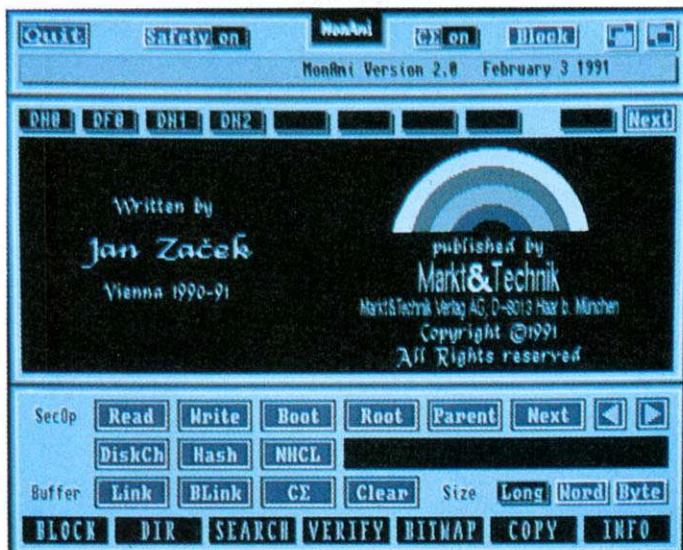 MonAni
Quit Safety on CΣ on Block
MonAni Version 2.0 February 3 1991
DH0 DF0 DH1 DH2 Next
Written by
Jan Začek
Vienna 1990-91
published by
Markt&Technik
Markt&Technik Verlag AG, D-8013 Haar b. München
Copyright ©1991
All Rights reserved
SecOp Read Write Boot Root Parent Next
DiskCh Hash NHCL
Buffer Link BLink CΣ Clear Size Long Word Byte
BLOCK DIR SEARCH VERIFY BITMAP COPY INFO